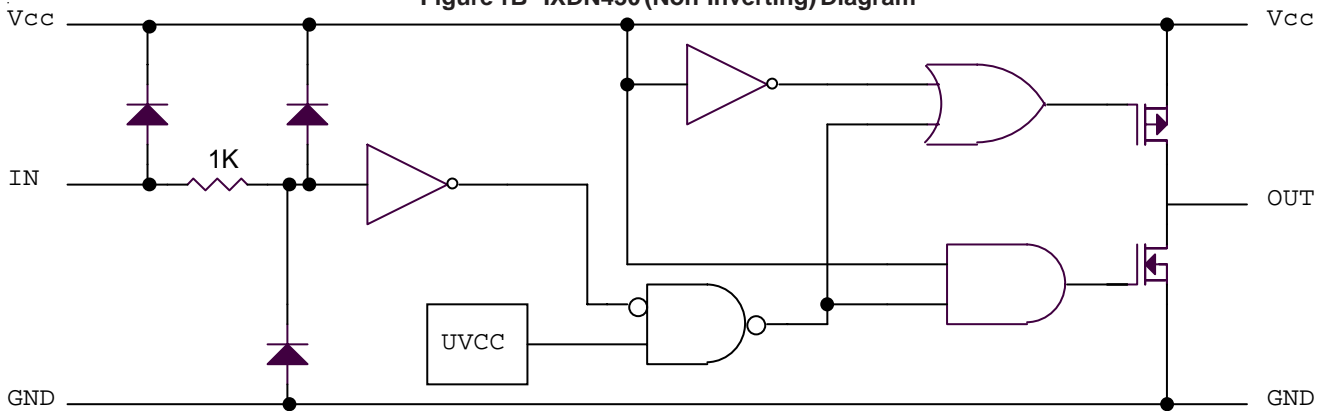 Figure 1B - IXDN430 (Non-Inverting) Diagram
Vcc
Vcc
1K
IN
OUT
UVCC
GND
GND